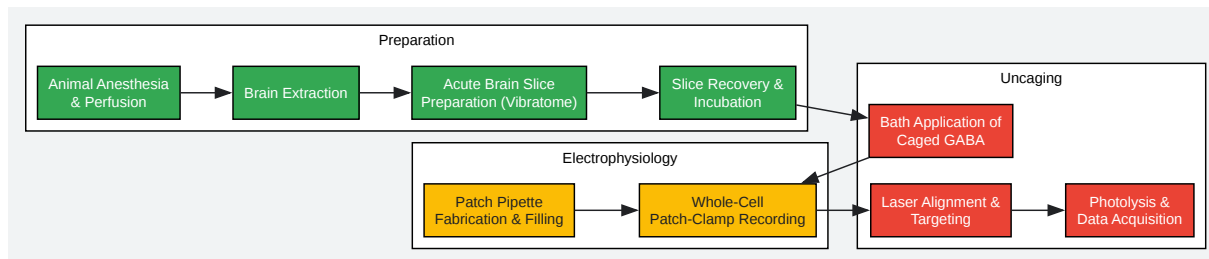 Preparation
Animal Anesthesia
& Perfusion
Brain Extraction
Acute Brain Slice
Preparation (Vibratome)
Slice Recovery &
Incubation
Uncaging
Bath Application of
Caged GABA
Electrophysiology
Patch Pipette
Fabrication & Filling
Whole-Cell
Patch-Clamp Recording
Laser Alignment &
Targeting
Photolysis &
Data Acquisition